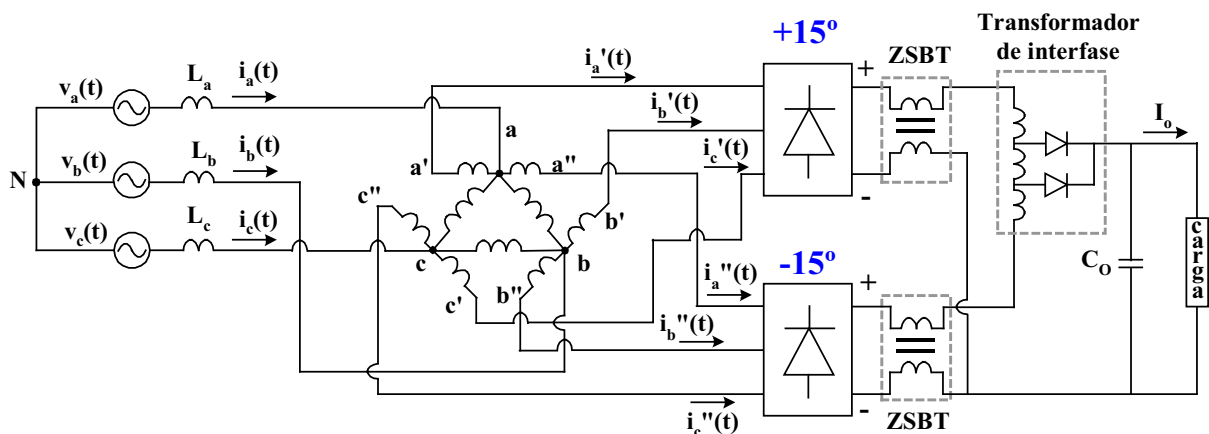 +15º
ZSBT
Transformador
de interfase
v_a(t)
L_a
i_a(t)
i_a'(t)
+
I_o
a
i_b'(t)
v_b(t)
L_b
i_b(t)
i_c'(t)
N
a'
a''
c''
-
v_c(t)
L_c
i_c(t)
b'
c
b
-15º
C_O
carga
i_a''(t)
+
c'
b''
i_b''(t)
-
i_c''(t)
ZSBT